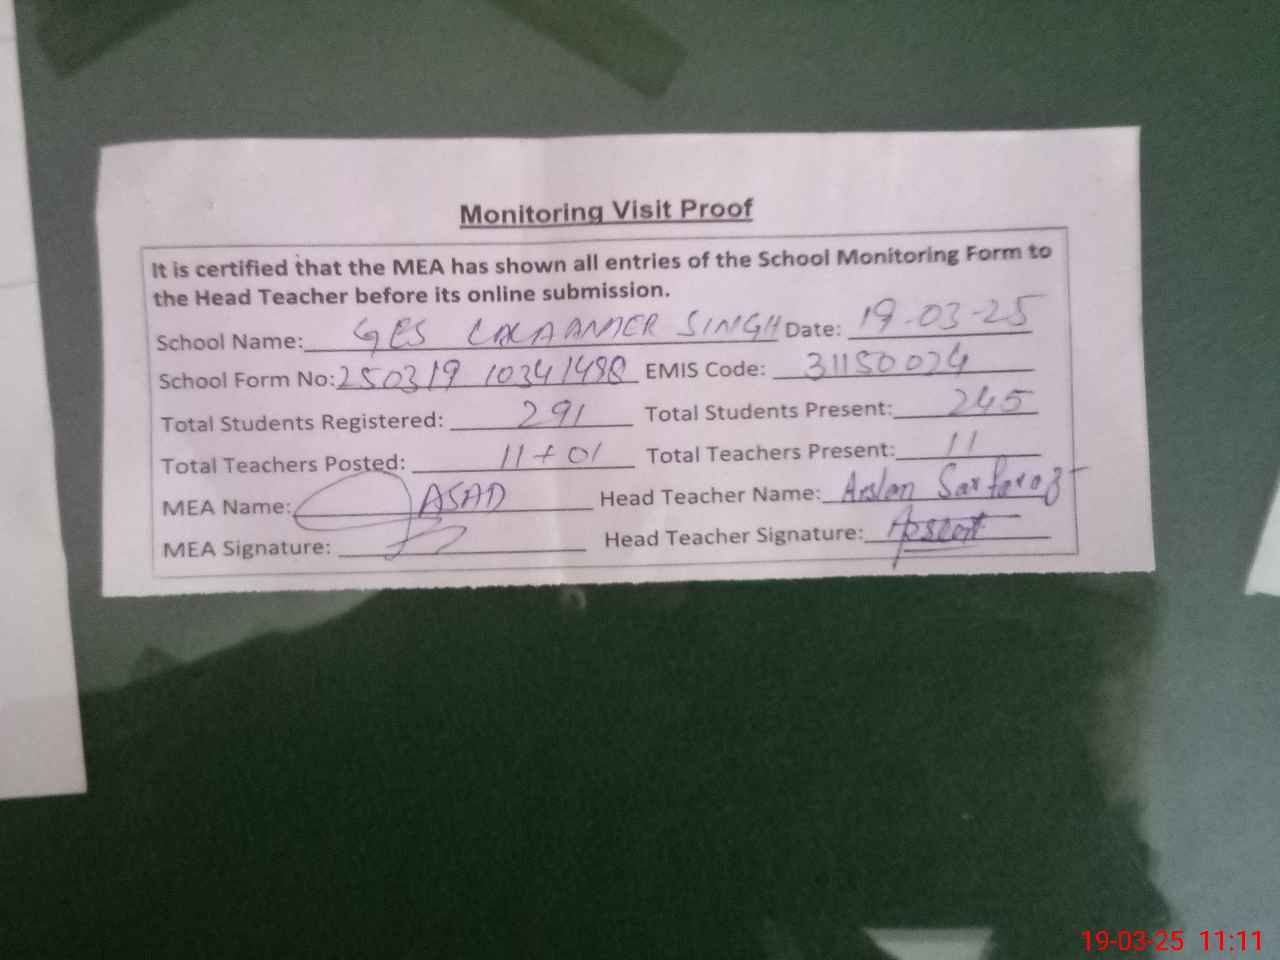 Monitoring Visit Proof
It is certified that the MEA has shown all entries of the School Monitoring Form to
the Head Teacher before its online submission.
School Name: GES SINGH Date: 19-03-25
School Form No: 250319 10341498 EMIS Code: 31150024
Total Students Registered: 291 Total Students Present: 245
Total Teachers Posted: 11+01 Total Teachers Present: 11
MEA Name: ASAD Head Teacher Name: Arslan Sarfaraz
MEA Signature: Head Teacher Signature: Absent
19-03-25 11:11